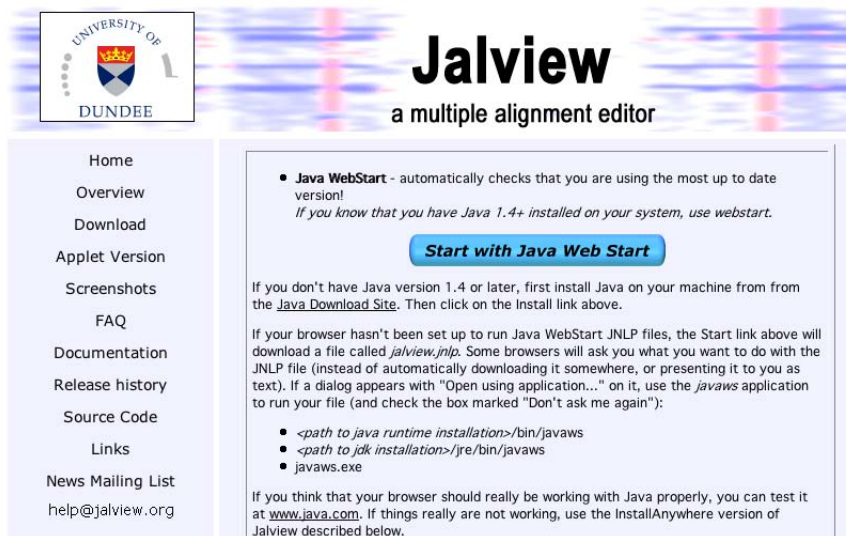 UNIVERSITY OF
DUNDEE
Jalview
a multiple alignment editor
Home
Overview
Download
Applet Version
Screenshots
FAQ
Documentation
Release history
Source Code
Links
News Mailing List
help@jalview.org
• Java WebStart - automatically checks that you are using the most up to date
version!
If you know that you have Java 1.4+ installed on your system, use webstart.
Start with Java Web Start
If you don't have Java version 1.4 or later, first install Java on your machine from from
the Java Download Site. Then click on the Install link above.
If your browser hasn't been set up to run Java WebStart JNLP files, the Start link above will
download a file called jalview.jnlp. Some browsers will ask you what you want to do with the
JNLP file (instead of automatically downloading it somewhere, or presenting it to you as
text). If a dialog appears with "Open using application..." on it, use the javaws application
to run your file (and check the box marked "Don't ask me again"):
• <path to java runtime installation>/bin/javaws
• <path to jdk installation>/jre/bin/javaws
• javaws.exe
If you think that your browser should really be working with Java properly, you can test it
at www.java.com. If things really are not working, use the InstallAnywhere version of
Jalview described below.